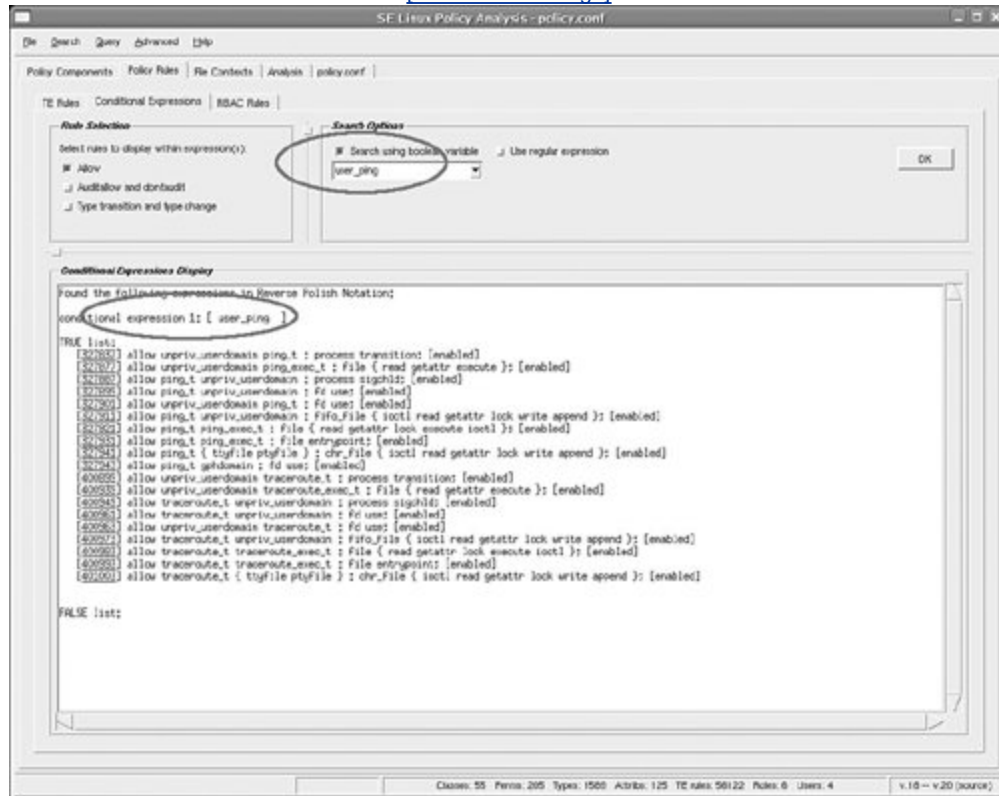 SE Linux Policy Analysis - policy.conf
File Search Query Advanced Help
Policy Components Policy Rules File Contexts Analysis policy.conf
TE Rules Conditional Expressions RBAC Rules
Rule Selection
Select rules to display within expression(s):
Allow
Auditallow and dontaudit
Type transition and type change
Search Options
Search using boolean variable Use regular expression
user_ping
OK
Conditional Expressions Display
Found the following expressions in Reverse Polish Notation:
conditional expression 1: [ user_ping ]
TRUE list:
allow unpriv_userdomain ping_t : process transition; [enabled]
allow unpriv_userdomain ping_exec_t : file { read getattr execute }; [enabled]
allow ping_t unpriv_userdomain : process sigchld; [enabled]
allow ping_t unpriv_userdomain : fd use; [enabled]
allow unpriv_userdomain ping_t : fd use; [enabled]
allow ping_t unpriv_userdomain : fifo_file { ioctl read getattr lock write append }; [enabled]
allow ping_t ping_exec_t : file { read getattr lock execute ioctl }; [enabled]
allow ping_t ping_exec_t : file entrypoint; [enabled]
allow ping_t { ttyfile ptyfile } : chr_file { ioctl read getattr lock write append }; [enabled]
allow ping_t gphdomain : fd use; [enabled]
allow unpriv_userdomain traceroute_t : process transition; [enabled]
allow unpriv_userdomain traceroute_exec_t : file { read getattr execute }; [enabled]
allow traceroute_t unpriv_userdomain : process sigchld; [enabled]
allow traceroute_t unpriv_userdomain : fd use; [enabled]
allow unpriv_userdomain traceroute_t : fd use; [enabled]
allow traceroute_t unpriv_userdomain : fifo_file { ioctl read getattr lock write append }; [enabled]
allow traceroute_t traceroute_exec_t : file { read getattr lock execute ioctl }; [enabled]
allow traceroute_t traceroute_exec_t : file entrypoint; [enabled]
allow traceroute_t { ttyfile ptyfile } : chr_file { ioctl read getattr lock write append }; [enabled]
FALSE list:
Classes: 55 Perms: 205 Types: 1588 Attribs: 125 TE rules: 56122 Roles: 6 Users: 4
v.18 – v.20 (source)